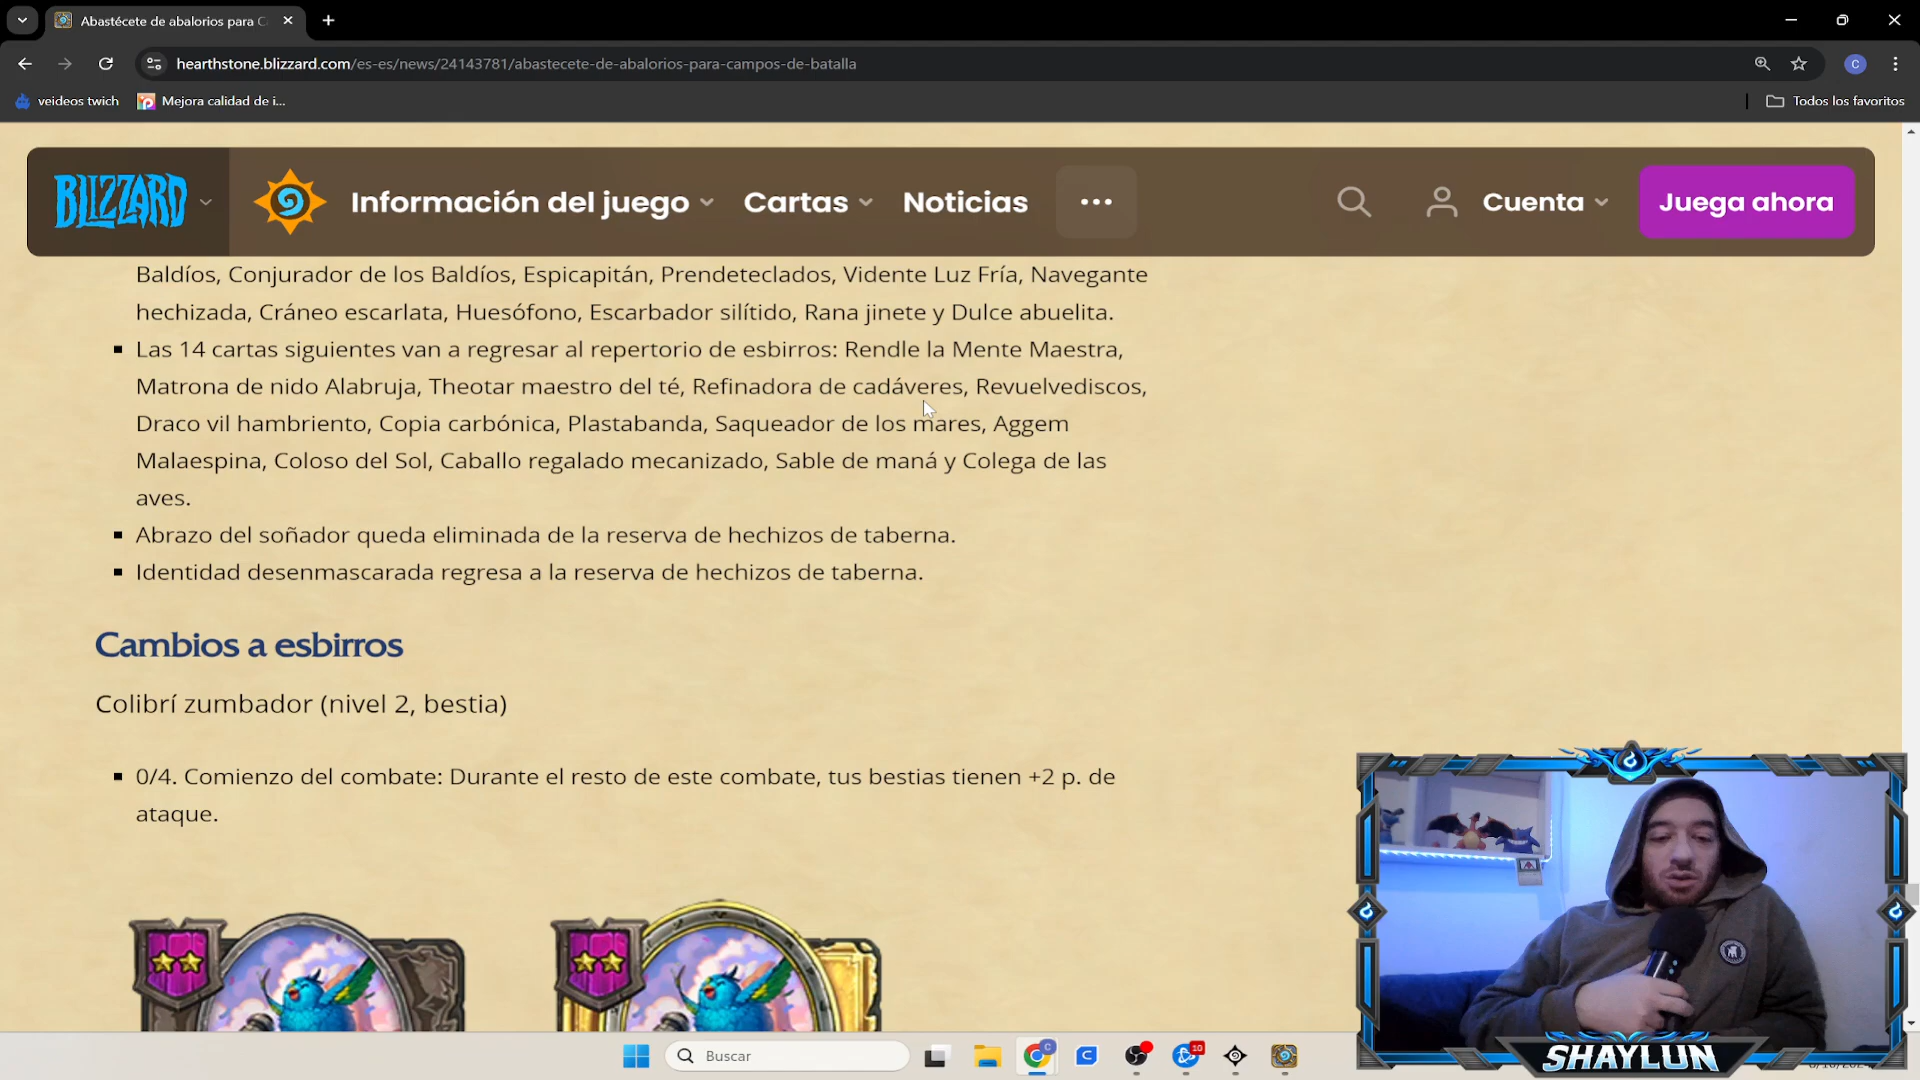 Abastécete de abalorios para C
hearthstone.blizzard.com/es-es/news/24143781/abastecete-de-abalorios-para-campos-de-batalla
veideos twich
Mejora calidad de i...
Todos los favoritos
BLIZZARD
Información del juego
Cartas
Noticias
Cuenta
Juega ahora
Baldíos, Conjurador de los Baldíos, Espicapitán, Prendeteclados, Vidente Luz Fría, Navegante
hechizada, Cráneo escarlata, Huesófono, Escarbador silítido, Rana jinete y Dulce abuelita.
Las 14 cartas siguientes van a regresar al repertorio de esbirros: Rendle la Mente Maestra,
Matrona de nido Alabruja, Theotar maestro del té, Refinadora de cadáveres, Revuelvediscos,
Draco vil hambriento, Copia carbónica, Plastabanda, Saqueador de los mares, Aggem
Malaespina, Coloso del Sol, Caballo regalado mecanizado, Sable de maná y Colega de las
aves.
Abrazo del soñador queda eliminada de la reserva de hechizos de taberna.
Identidad desenmascarada regresa a la reserva de hechizos de taberna.
Cambios a esbirros
Colibrí zumbador (nivel 2, bestia)
0/4. Comienzo del combate: Durante el resto de este combate, tus bestias tienen +2 p. de
ataque.
Buscar
10
SHAYLUN